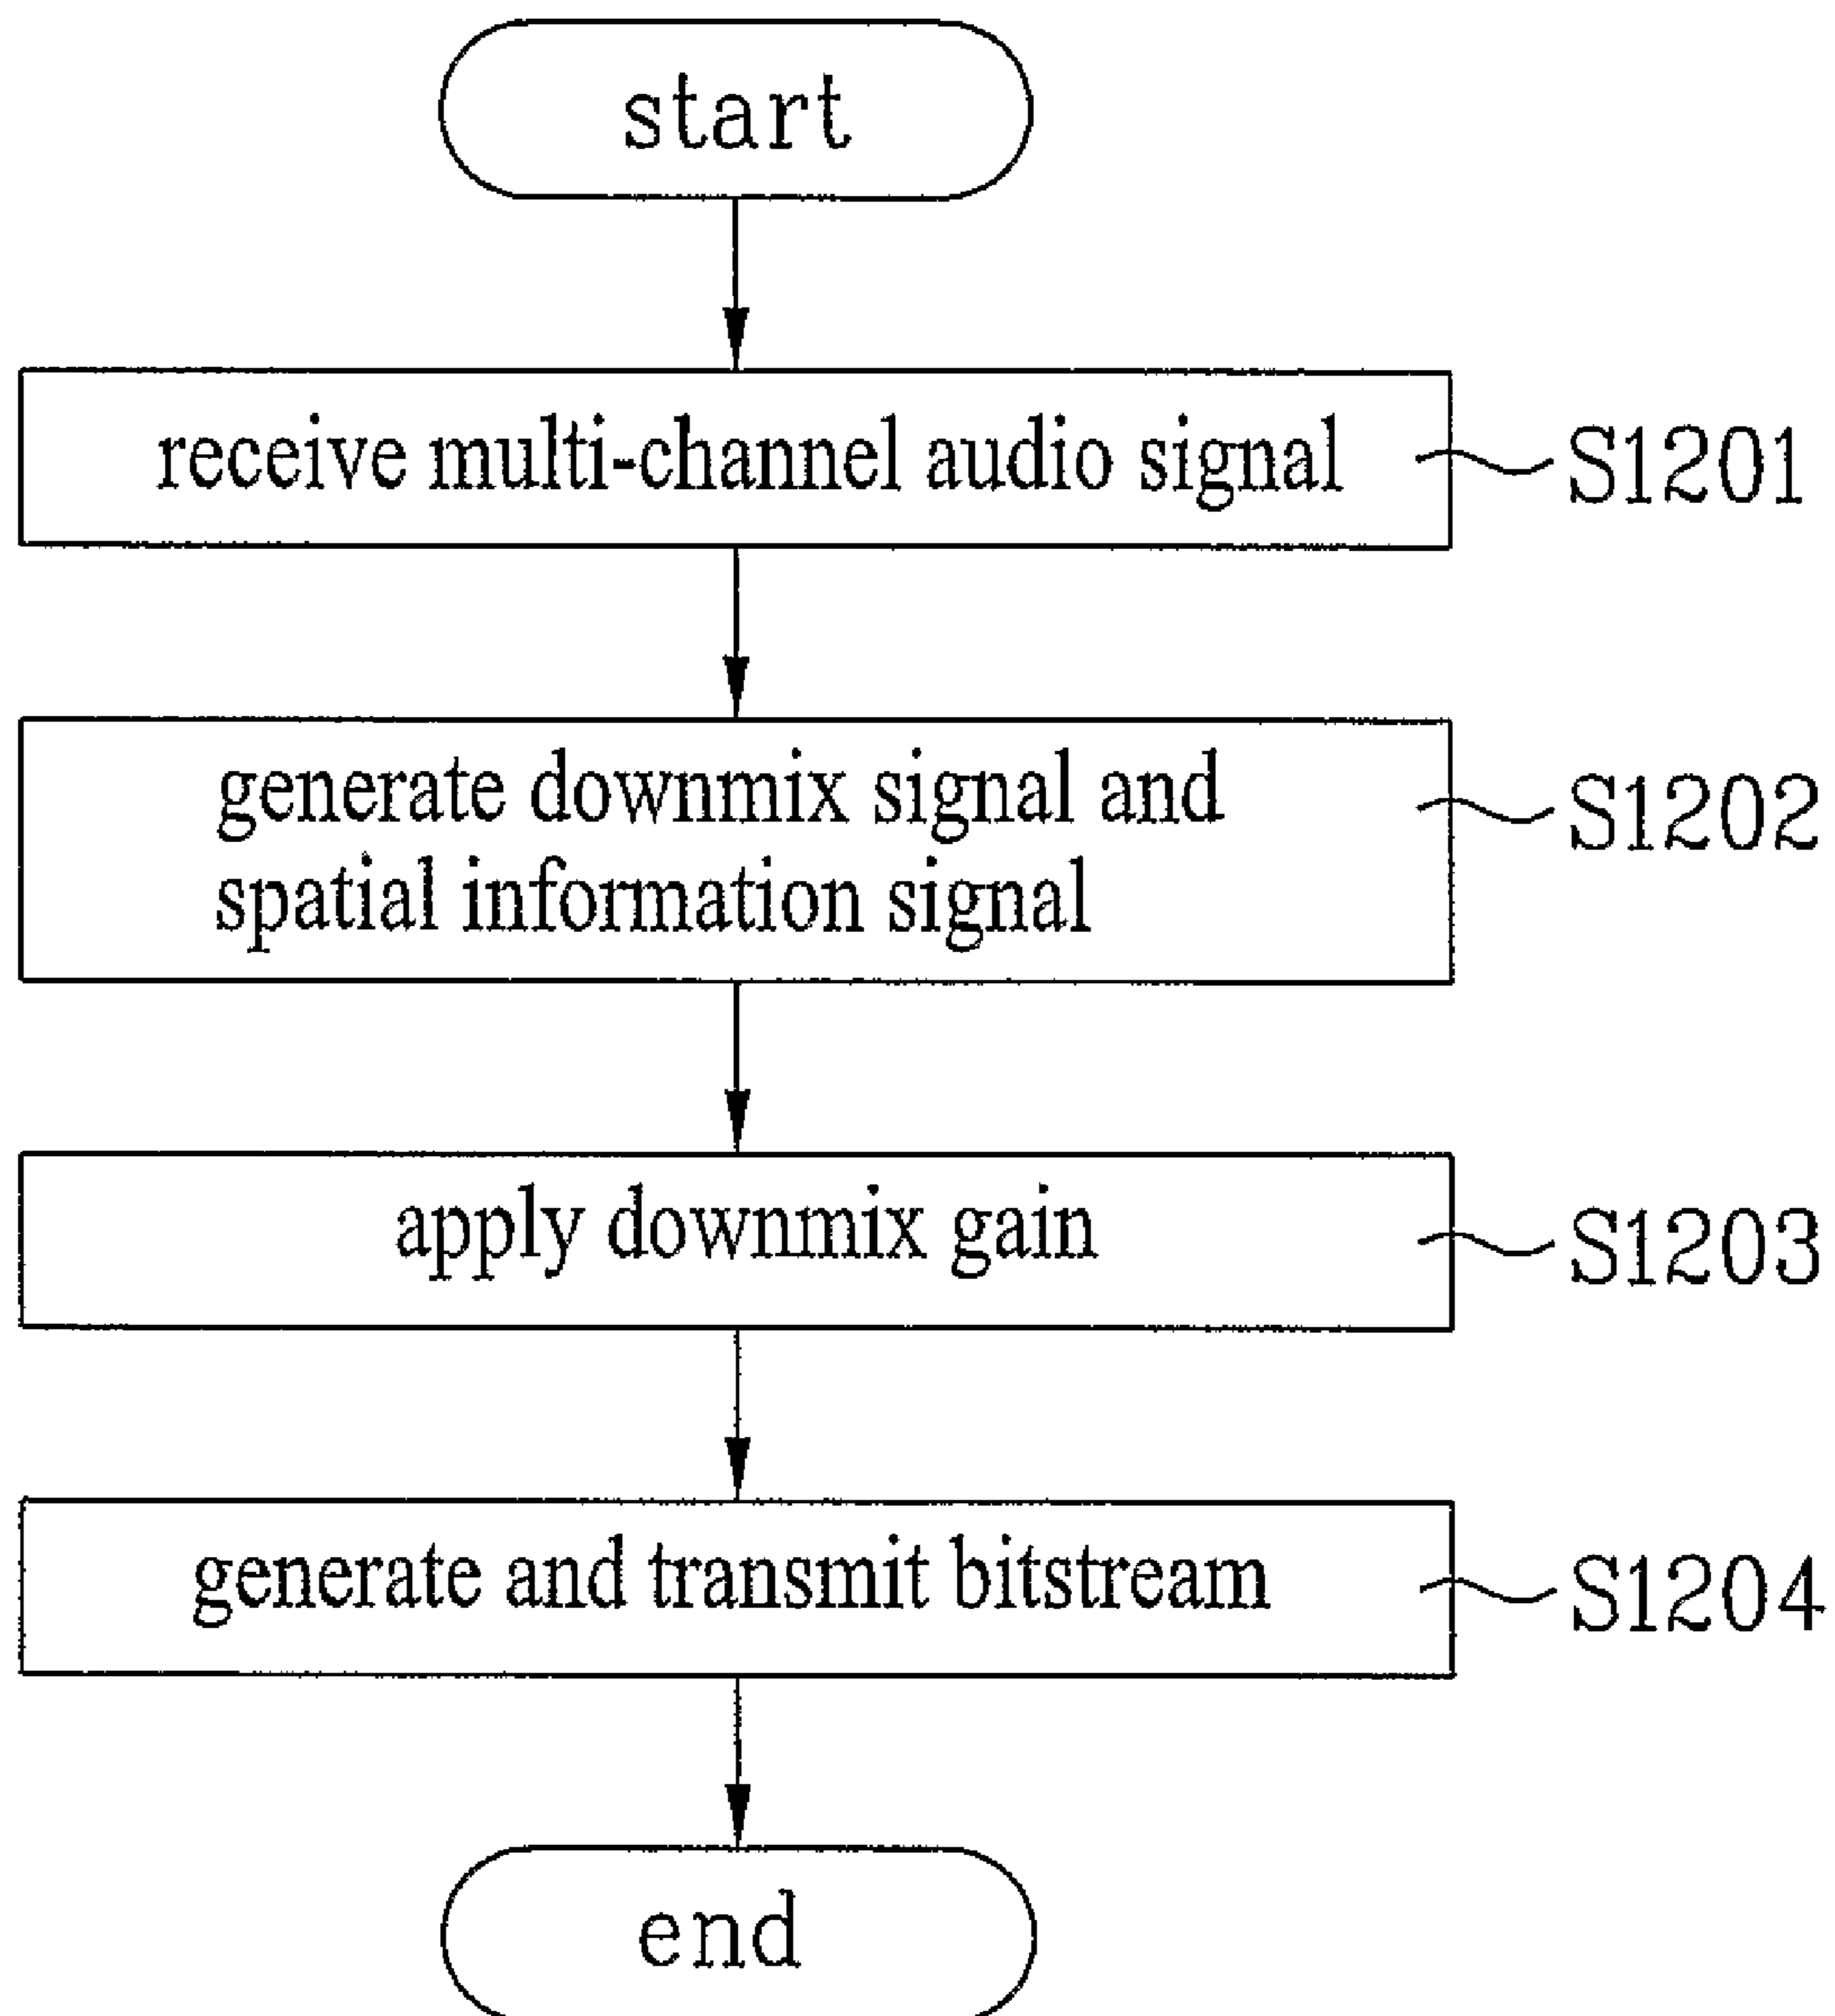 start
receive multi-channel audio signal
S1201
generate downmix signal and
spatial information signal
S1202
apply downmix gain
S1203
generate and transmit bitstream
S1204
end